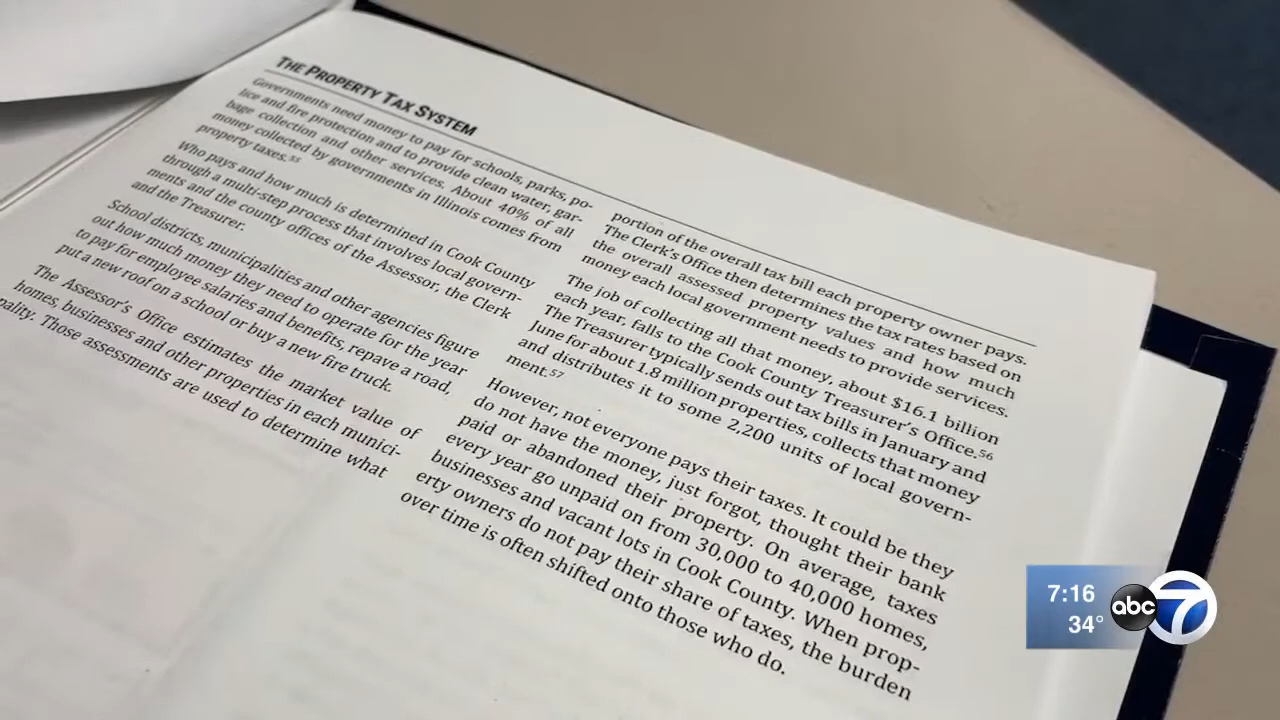 THE PROPERTY TAX SYSTEM
Governments need money to pay for schools, parks, po-
lice and fire protection and to provide clean water, gar-
bage collection and other services. About 40% of all
money collected by governments in Illinois comes from
property taxes.55
Who pays and how much is determined in Cook County
through a multi-step process that involves local govern-
ments and the county offices of the Assessor, the Clerk
and the Treasurer.
School districts, municipalities and other agencies figure
out how much money they need to operate for the year
to pay for employee salaries and benefits, repave a road,
put a new roof on a school or buy a new fire truck.
The Assessor's Office estimates the market value of
homes, businesses and other properties in each munici-
pality. Those assessments are used to determine what
portion of the overall tax bill each property owner pays.
The Clerk's Office then determines the tax rates based on
the overall assessed property values and how much
money each local government needs to provide services.
The job of collecting all that money, about $16.1 billion
each year, falls to the Cook County Treasurer's Office.56
The Treasurer typically sends out tax bills in January and
June for about 1.8 million properties, collects that money
and distributes it to some 2,200 units of local govern-
ment.57
However, not everyone pays their taxes. It could be they
do not have the money, just forgot, thought their bank
paid or abandoned their property. On average, taxes
every year go unpaid on from 30,000 to 40,000 homes,
businesses and vacant lots in Cook County. When prop-
erty owners do not pay their share of taxes, the burden
over time is often shifted onto those who do.
7:16
34°
abc 7